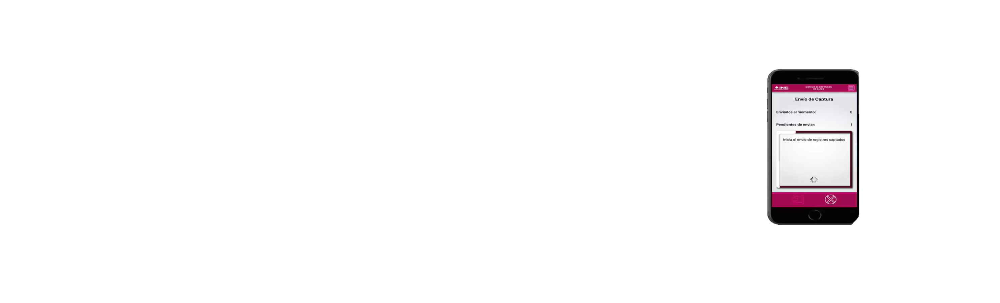 INE
SISTEMA DE CAPTACIÓN
DE DATOS
Envío de Captura
Enviados al momento: 0
Pendientes de enviar: 1
Inicia el envío de registros captados